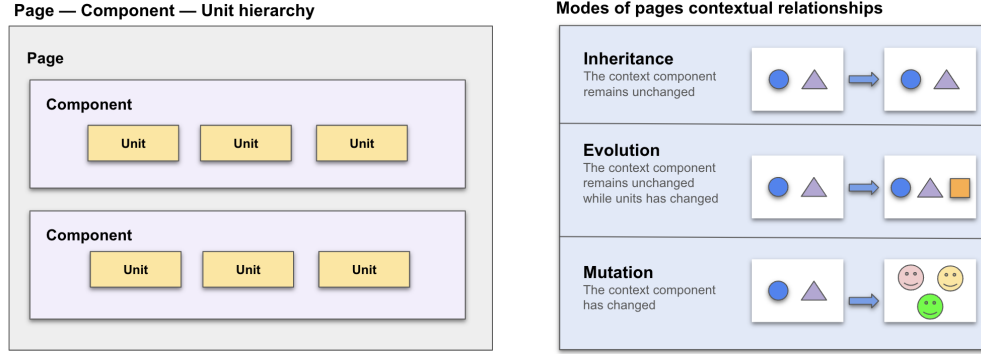 Page — Component — Unit hierarchy
Page
Component
Unit Unit Unit
Component
Unit Unit Unit
Modes of pages contextual relationships
Inheritance
The context component
remains unchanged
Evolution
The context component
remains unchanged
while units has changed
Mutation
The context component
has changed